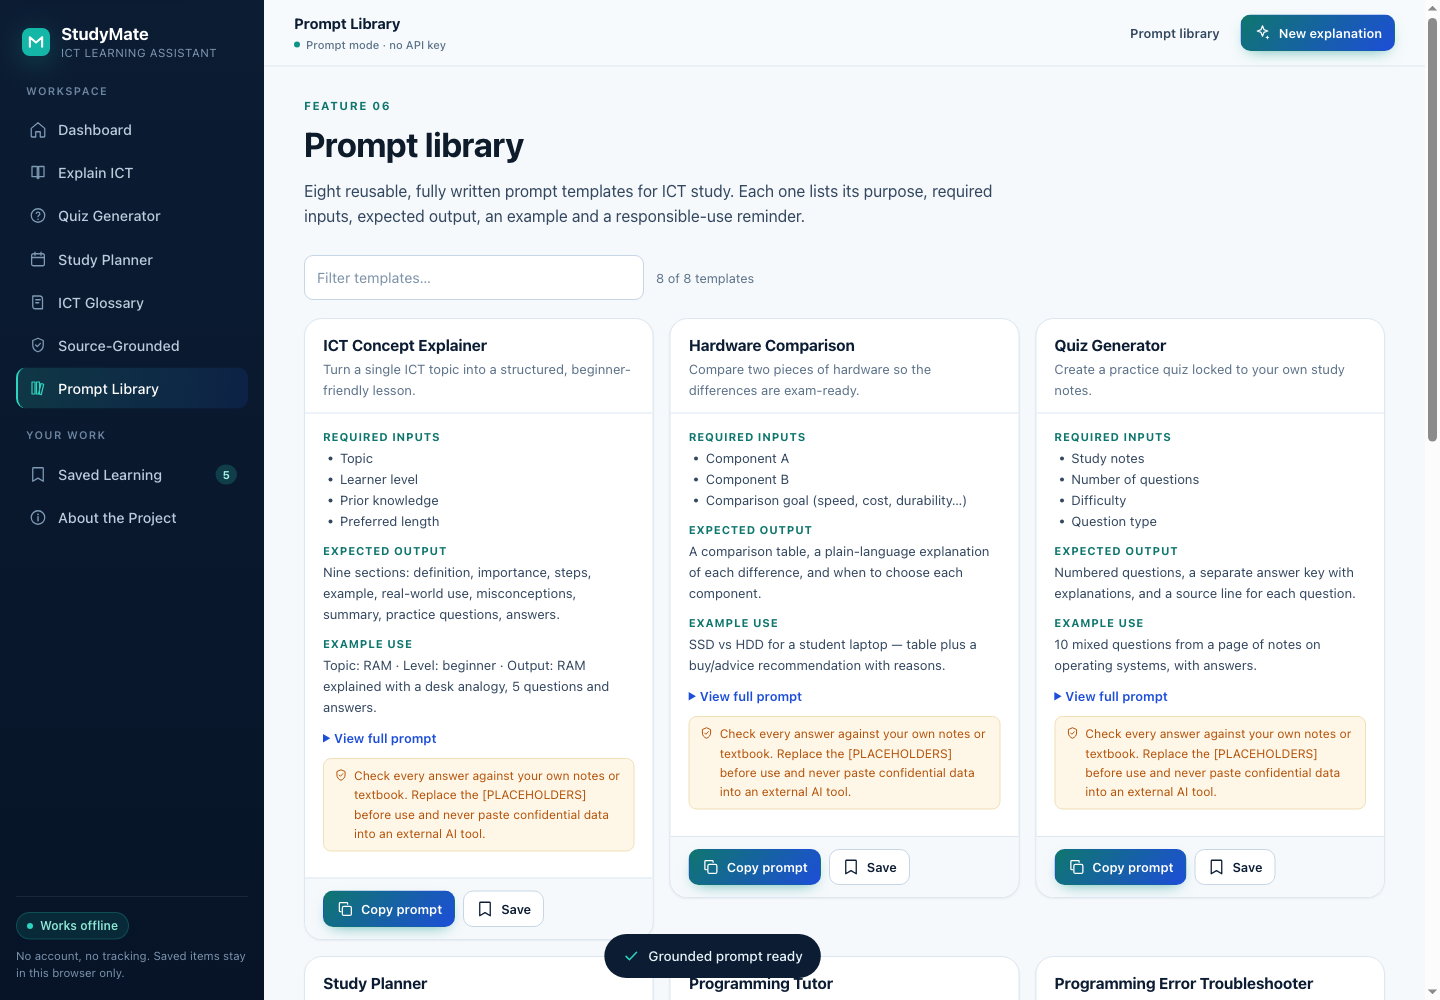 StudyMate
ICT LEARNING ASSISTANT
WORKSPACE
Dashboard
Explain ICT
Quiz Generator
Study Planner
ICT Glossary
Source-Grounded
Prompt Library
YOUR WORK
Saved Learning
5
About the Project
Works offline
No account, no tracking. Saved items stay
in this browser only.
Prompt Library
Prompt mode · no API key
Prompt library
New explanation
FEATURE 06
Prompt library
Eight reusable, fully written prompt templates for ICT study. Each one lists its purpose, required
inputs, expected output, an example and a responsible-use reminder.
Filter templates...
8 of 8 templates
ICT Concept Explainer
Turn a single ICT topic into a structured, beginner-
friendly lesson.
REQUIRED INPUTS
• Topic
• Learner level
• Prior knowledge
• Preferred length
EXPECTED OUTPUT
Nine sections: definition, importance, steps,
example, real-world use, misconceptions,
summary, practice questions, answers.
EXAMPLE USE
Topic: RAM · Level: beginner · Output: RAM
explained with a desk analogy, 5 questions and
answers.
View full prompt
Check every answer against your own notes or
textbook. Replace the [PLACEHOLDERS]
before use and never paste confidential data
into an external AI tool.
Copy prompt
Save
Hardware Comparison
Compare two pieces of hardware so the
differences are exam-ready.
REQUIRED INPUTS
• Component A
• Component B
• Comparison goal (speed, cost, durability…)
EXPECTED OUTPUT
A comparison table, a plain-language explanation
of each difference, and when to choose each
component.
EXAMPLE USE
SSD vs HDD for a student laptop — table plus a
buy/advice recommendation with reasons.
View full prompt
Check every answer against your own notes or
textbook. Replace the [PLACEHOLDERS]
before use and never paste confidential data
into an external AI tool.
Copy prompt
Save
Quiz Generator
Create a practice quiz locked to your own study
notes.
REQUIRED INPUTS
• Study notes
• Number of questions
• Difficulty
• Question type
EXPECTED OUTPUT
Numbered questions, a separate answer key with
explanations, and a source line for each question.
EXAMPLE USE
10 mixed questions from a page of notes on
operating systems, with answers.
View full prompt
Check every answer against your own notes or
textbook. Replace the [PLACEHOLDERS]
before use and never paste confidential data
into an external AI tool.
Copy prompt
Save
Grounded prompt ready
Study Planner
Programming Tutor
Programming Error Troubleshooter